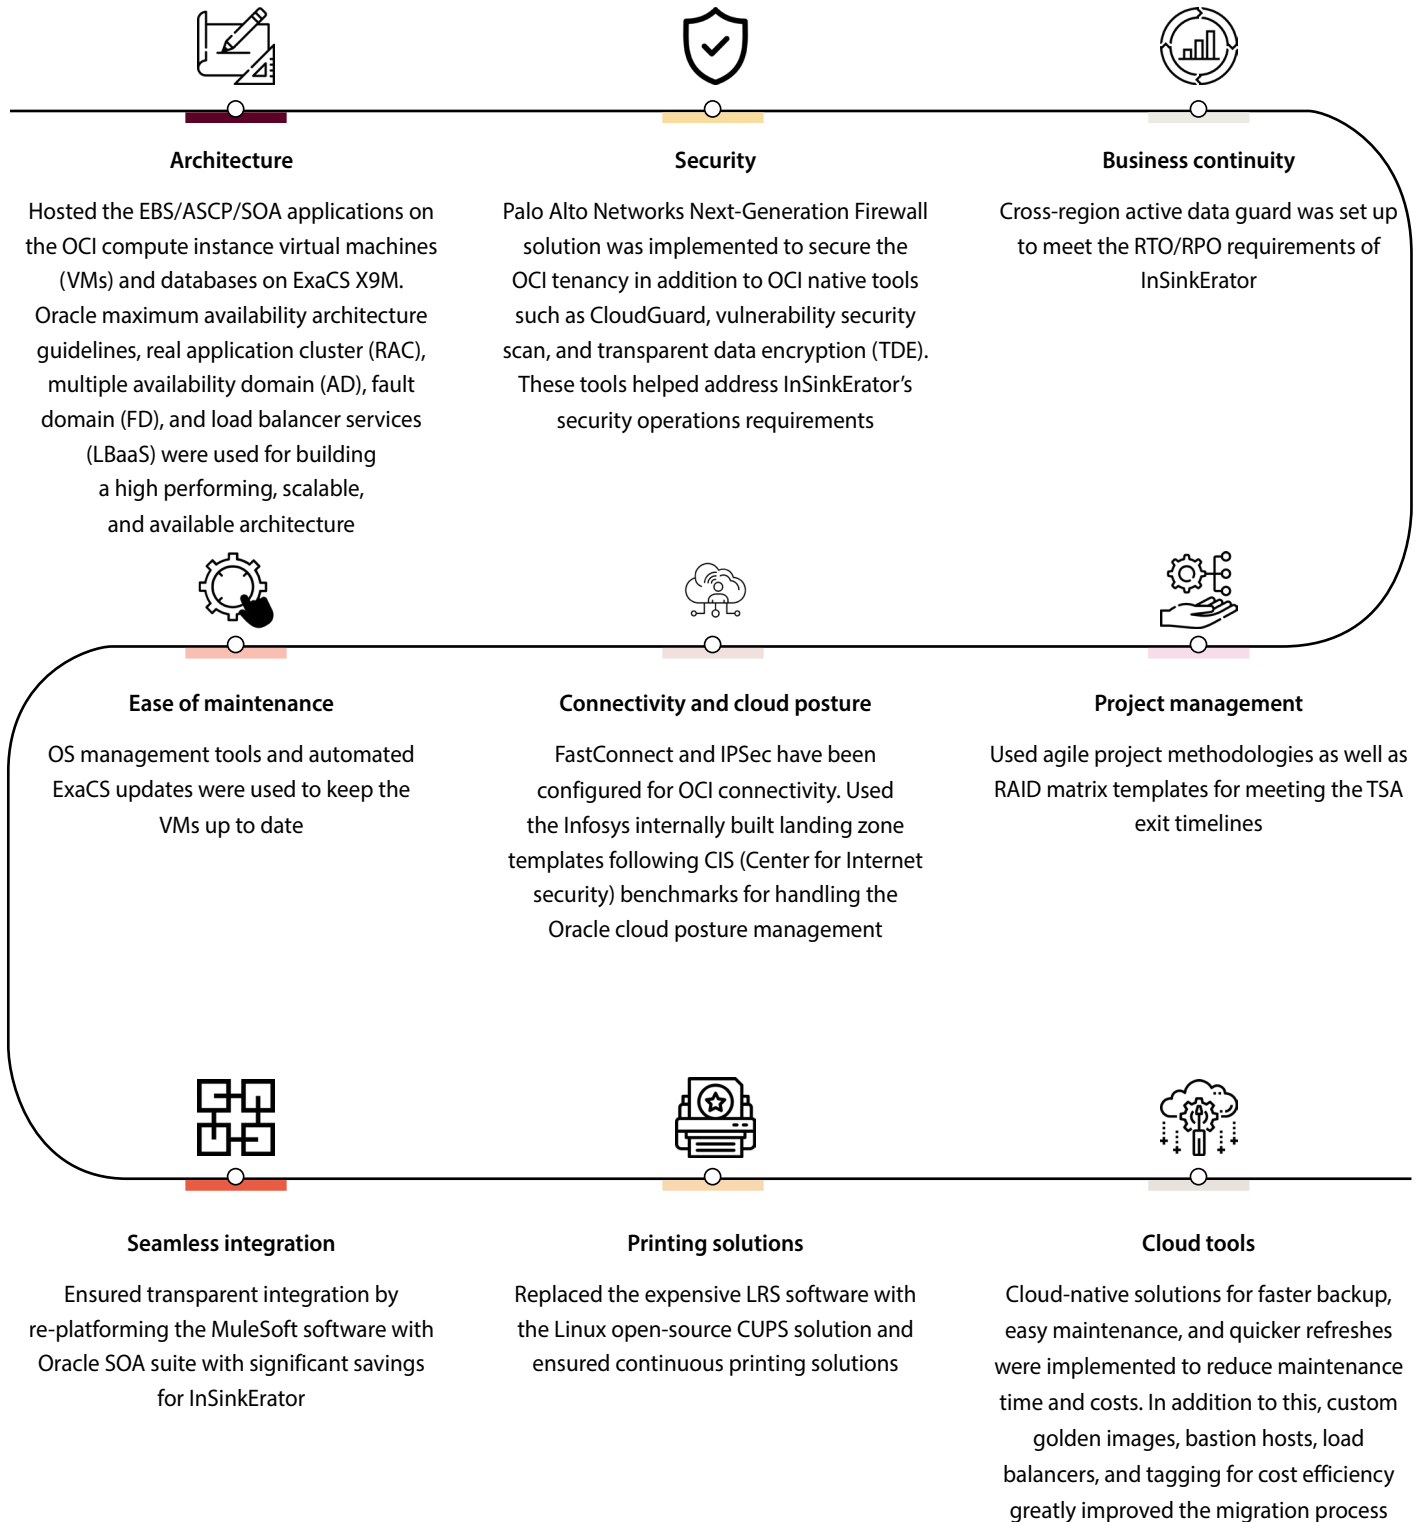 Architecture
Hosted the EBS/ASCP/SOA applications on
the OCI compute instance virtual machines
(VMs) and databases on ExaCS X9M.
Oracle maximum availability architecture
guidelines, real application cluster (RAC),
multiple availability domain (AD), fault
domain (FD), and load balancer services
(LBaaS) were used for building
a high performing, scalable,
and available architecture
Security
Palo Alto Networks Next-Generation Firewall
solution was implemented to secure the
OCI tenancy in addition to OCI native tools
such as CloudGuard, vulnerability security
scan, and transparent data encryption (TDE).
These tools helped address InSinkErator’s
security operations requirements
Business continuity
Cross-region active data guard was set up
to meet the RTO/RPO requirements of
InSinkErator
Ease of maintenance
OS management tools and automated
ExaCS updates were used to keep the
VMs up to date
Connectivity and cloud posture
FastConnect and IPSec have been
configured for OCI connectivity. Used
the Infosys internally built landing zone
templates following CIS (Center for Internet
security) benchmarks for handling the
Oracle cloud posture management
Project management
Used agile project methodologies as well as
RAID matrix templates for meeting the TSA
exit timelines
Seamless integration
Ensured transparent integration by
re-platforming the MuleSoft software with
Oracle SOA suite with significant savings
for InSinkErator
Printing solutions
Replaced the expensive LRS software with
the Linux open-source CUPS solution and
ensured continuous printing solutions
Cloud tools
Cloud-native solutions for faster backup,
easy maintenance, and quicker refreshes
were implemented to reduce maintenance
time and costs. In addition to this, custom
golden images, bastion hosts, load
balancers, and tagging for cost efficiency
greatly improved the migration process